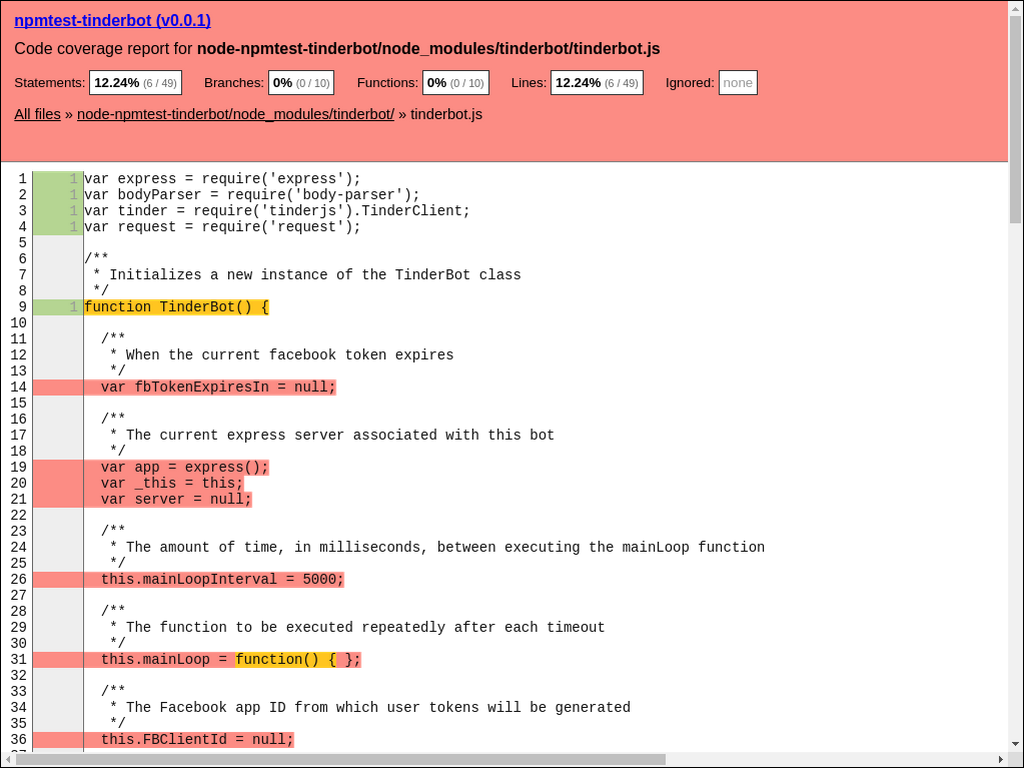 npmtest-tinderbot (v0.0.1)
Code coverage report for node-npmtest-tinderbot/node_modules/tinderbot/tinderbot.js
Statements: 12.24% (6 / 49) Branches: 0% (0 / 10) Functions: 0% (0 / 10) Lines: 12.24% (6 / 49) Ignored: none
All files » node-npmtest-tinderbot/node_modules/tinderbot/ » tinderbot.js
1 1 var express = require('express');
2 1 var bodyParser = require('body-parser');
3 1 var tinder = require('tinderjs').TinderClient;
4 1 var request = require('request');
5
6 /**
7 * Initializes a new instance of the TinderBot class
8 */
9 1 function TinderBot() {
10
11 /**
12 * When the current facebook token expires
13 */
14 var fbTokenExpiresIn = null;
15
16 /**
17 * The current express server associated with this bot
18 */
19 var app = express();
20 var _this = this;
21 var server = null;
22
23 /**
24 * The amount of time, in milliseconds, between executing the mainLoop function
25 */
26 this.mainLoopInterval = 5000;
27
28 /**
29 * The function to be executed repeatedly after each timeout
30 */
31 this.mainLoop = function() { };
32
33 /**
34 * The Facebook app ID from which user tokens will be generated
35 */
36 this.FBClientId = null;